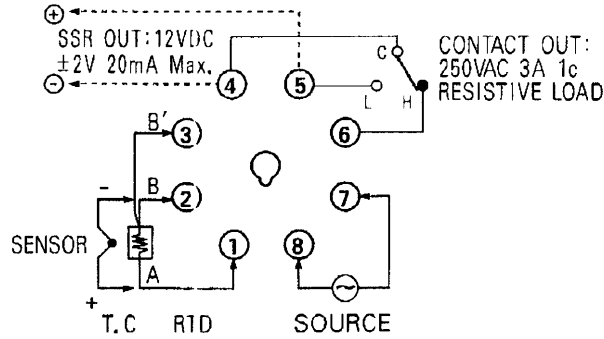 ⊕
SSR OUT:12VDC
±2V 20mA Max.
⊖
4
5
C
L
H
CONTACT OUT:
250VAC 3A 1c
RESISTIVE LOAD
B'
3
6
-
B
2
7
SENSOR
1
8
A
+
T.C RTD
SOURCE